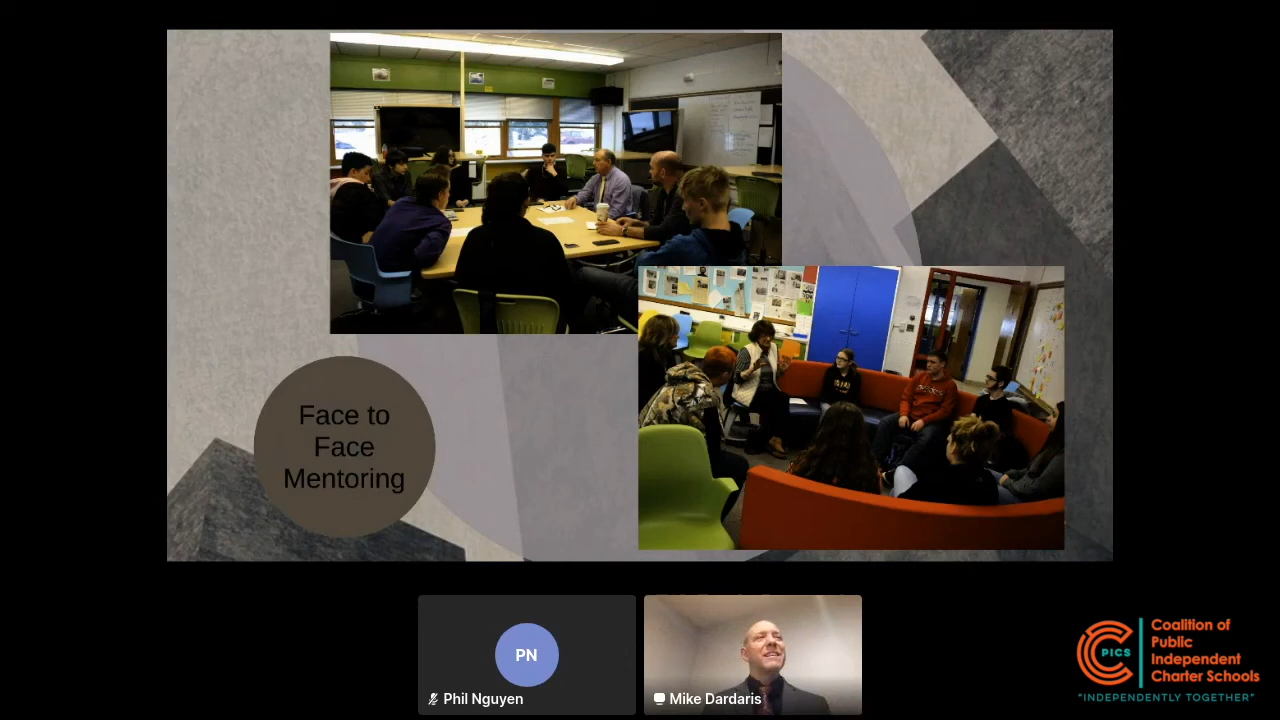 Face to
Face
Mentoring
PN
Phil Nguyen
Mike Dardaris
PICS
Coalition of
Public
Independent
Charter Schools
"INDEPENDENTLY TOGETHER"